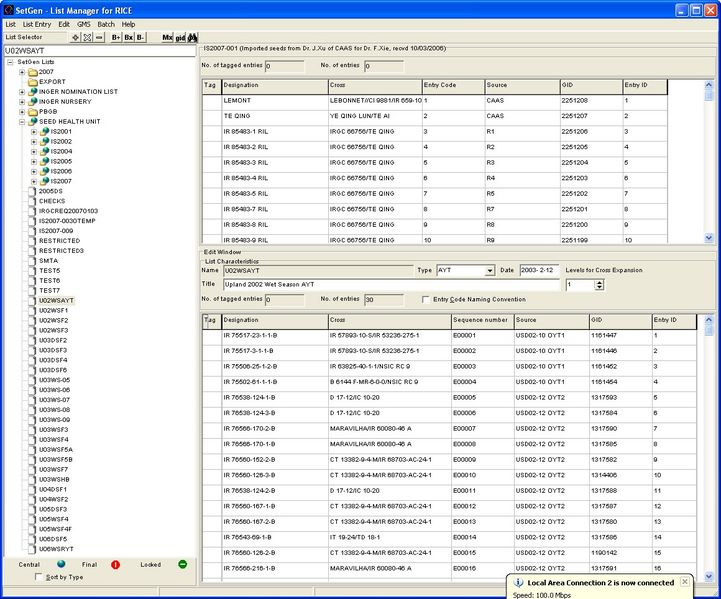 SetGen - List Manager for RICE
List List Entry Edit GMS Batch Help
List Selector B+ Bx B- Mx gid
U02WSAYT
SetGen Lists
2007
EXPORT
INGER NOMINATION LIST
INGER NURSERY
PBGB
SEED HEALTH UNIT
IS2001
IS2002
IS2004
IS2005
IS2006
IS2007
2005DS
CHECKS
IRGCREQ20070103
IS2007-003OTEMP
IS2007-009
RESTRICTED
RESTRICTED3
SMTA
TEST5
TEST6
TEST7
U02WSAYT
U02WSF1
U02WSF2
U02WSF3
U03DSF2
U03DSF3
U03DSF4
U03DSF6
U03WS-05
U03WS-06
U03WS-07
U03WS-08
U03WS-09
U03WSF3
U03WSF4
U03WSF5A
U03WSF5B
U03WSF7
U03WSHB
U04DSF1
U04WSF2
U05DSF3
U05WSF4
U05WSF4F
U06DSF5
U06WSRYT
Central Final Locked
Sort by Type
IS2007-001 (Imported seeds from Dr. J.Xu of CAAS for Dr. F.Xie, recvd 10/03/2006)
No. of tagged entries 0 No. of entries 0
Tag Designation Cross Entry Code Source GID Entry ID
LEMONT LEBONNET//CI 9881/IR 659-10 1 CAAS 2251208 1
TE QING YE QING LUN/TE AI 2 CAAS 2251207 2
IR 85483-1 RIL IRGC 66756/TE QING 3 R1 2251206 3
IR 85483-2 RIL IRGC 66756/TE QING 4 R2 2251205 4
IR 85483-3 RIL IRGC 66756/TE QING 5 R3 2251204 5
IR 85483-4 RIL IRGC 66756/TE QING 6 R4 2251203 6
IR 85483-5 RIL IRGC 66756/TE QING 7 R5 2251202 7
IR 85483-7 RIL IRGC 66756/TE QING 8 R7 2251201 8
IR 85483-8 RIL IRGC 66756/TE QING 9 R8 2251200 9
IR 85483-9 RIL IRGC 66756/TE QING 10 R9 2251199 10
Edit Window
List Characteristics
Name U02WSAYT Type AYT Date 2003- 2-12 Levels for Cross Expansion
Title Upland 2002 Wet Season AYT 1
No. of tagged entries 0 No. of entries 30 Entry Code Naming Convention
Tag Designation Cross Sequence number Source GID Entry ID
IR 75517-23-1-1-B IR 57893-10-S/IR 53236-275-1 E00001 USD02-10 OYT1 1161447 1
IR 75517-3-1-1-B IR 57893-10-S/IR 53236-275-1 E00002 USD02-10 OYT1 1161446 2
IR 75506-25-1-2-B IR 63825-40-1-1/NSIC RC 9 E00003 USD02-10 OYT1 1161452 3
IR 75502-61-1-1-B B 6144 F-MR-6-0-0/NSIC RC 9 E00004 USD02-10 OYT1 1161454 4
IR 76538-124-1-B D 17-12/IC 10-20 E00005 USD02-12 OYT2 1317593 5
IR 76538-124-3-B D 17-12/IC 10-20 E00006 USD02-12 OYT2 1317584 6
IR 76566-170-2-B MARAVILHA/IR 60080-46 A E00007 USD02-12 OYT2 1317590 7
IR 76566-170-1-B MARAVILHA/IR 60080-46 A E00008 USD02-12 OYT2 1317585 8
IR 76560-152-2-B CT 13382-9-4-M/IR 68703-AC-24-1 E00009 USD02-12 OYT2 1317582 9
IR 76560-126-3-B CT 13382-9-4-M/IR 68703-AC-24-1 E00010 USD02-12 OYT2 1314406 10
IR 76538-124-2-B D 17-12/IC 10-20 E00011 USD02-12 OYT2 1317588 11
IR 76560-167-1-B CT 13382-9-4-M/IR 68703-AC-24-1 E00012 USD02-12 OYT2 1317587 12
IR 76560-167-2-B CT 13382-9-4-M/IR 68703-AC-24-1 E00013 USD02-12 OYT2 1317580 13
IR 76543-69-1-B IT 19-24/TD 18-1 E00014 USD02-12 OYT2 1317586 14
IR 76560-126-2-B CT 13382-9-4-M/IR 68703-AC-24-1 E00015 USD02-12 OYT2 1190142 15
IR 76566-216-1-B MARAVILHA/IR 60080-46 A E00016 USD02-12 OYT2 1317591 16
Local Area Connection 2 is now connected
Speed: 100.0 Mbps